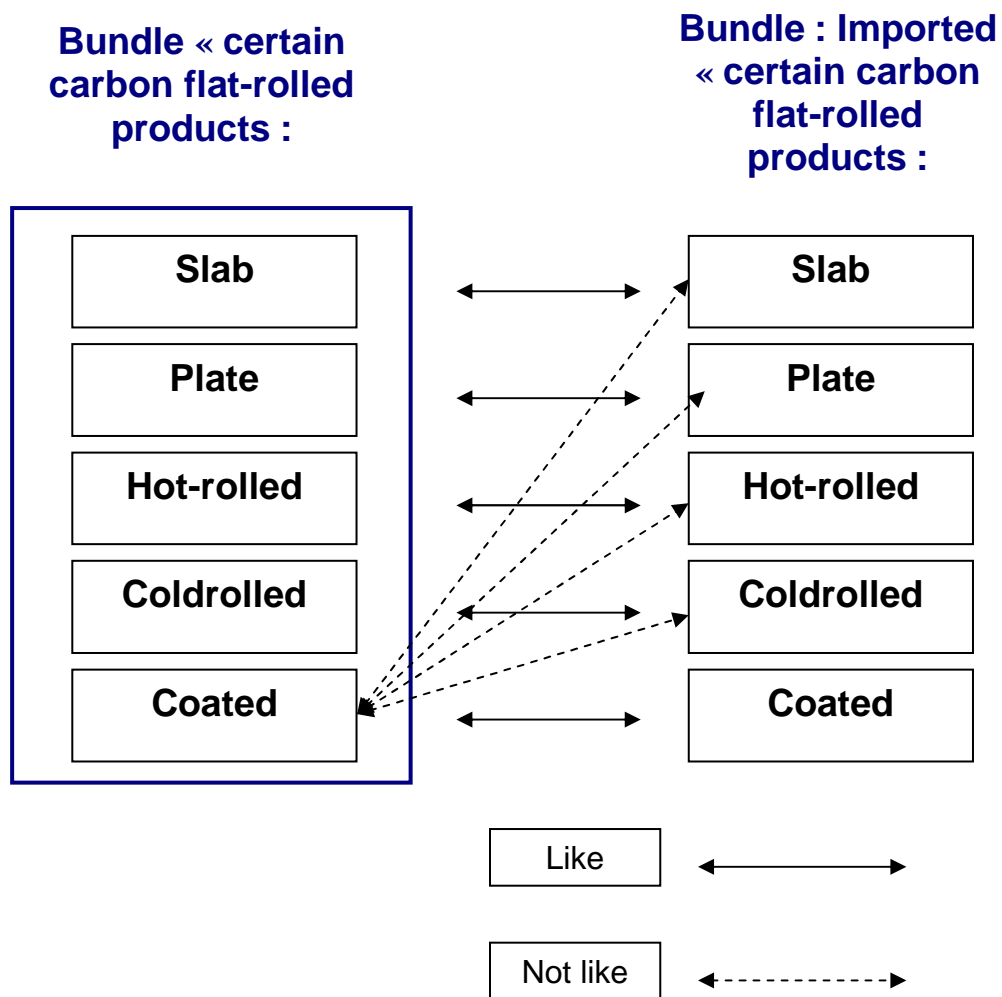 Bundle « certain
carbon flat-rolled
products :
Bundle : Imported
« certain carbon
flat-rolled
products :
Slab
Slab
Plate
Plate
Hot-rolled
Hot-rolled
Coldrolled
Coldrolled
Coated
Coated
Like
Not like